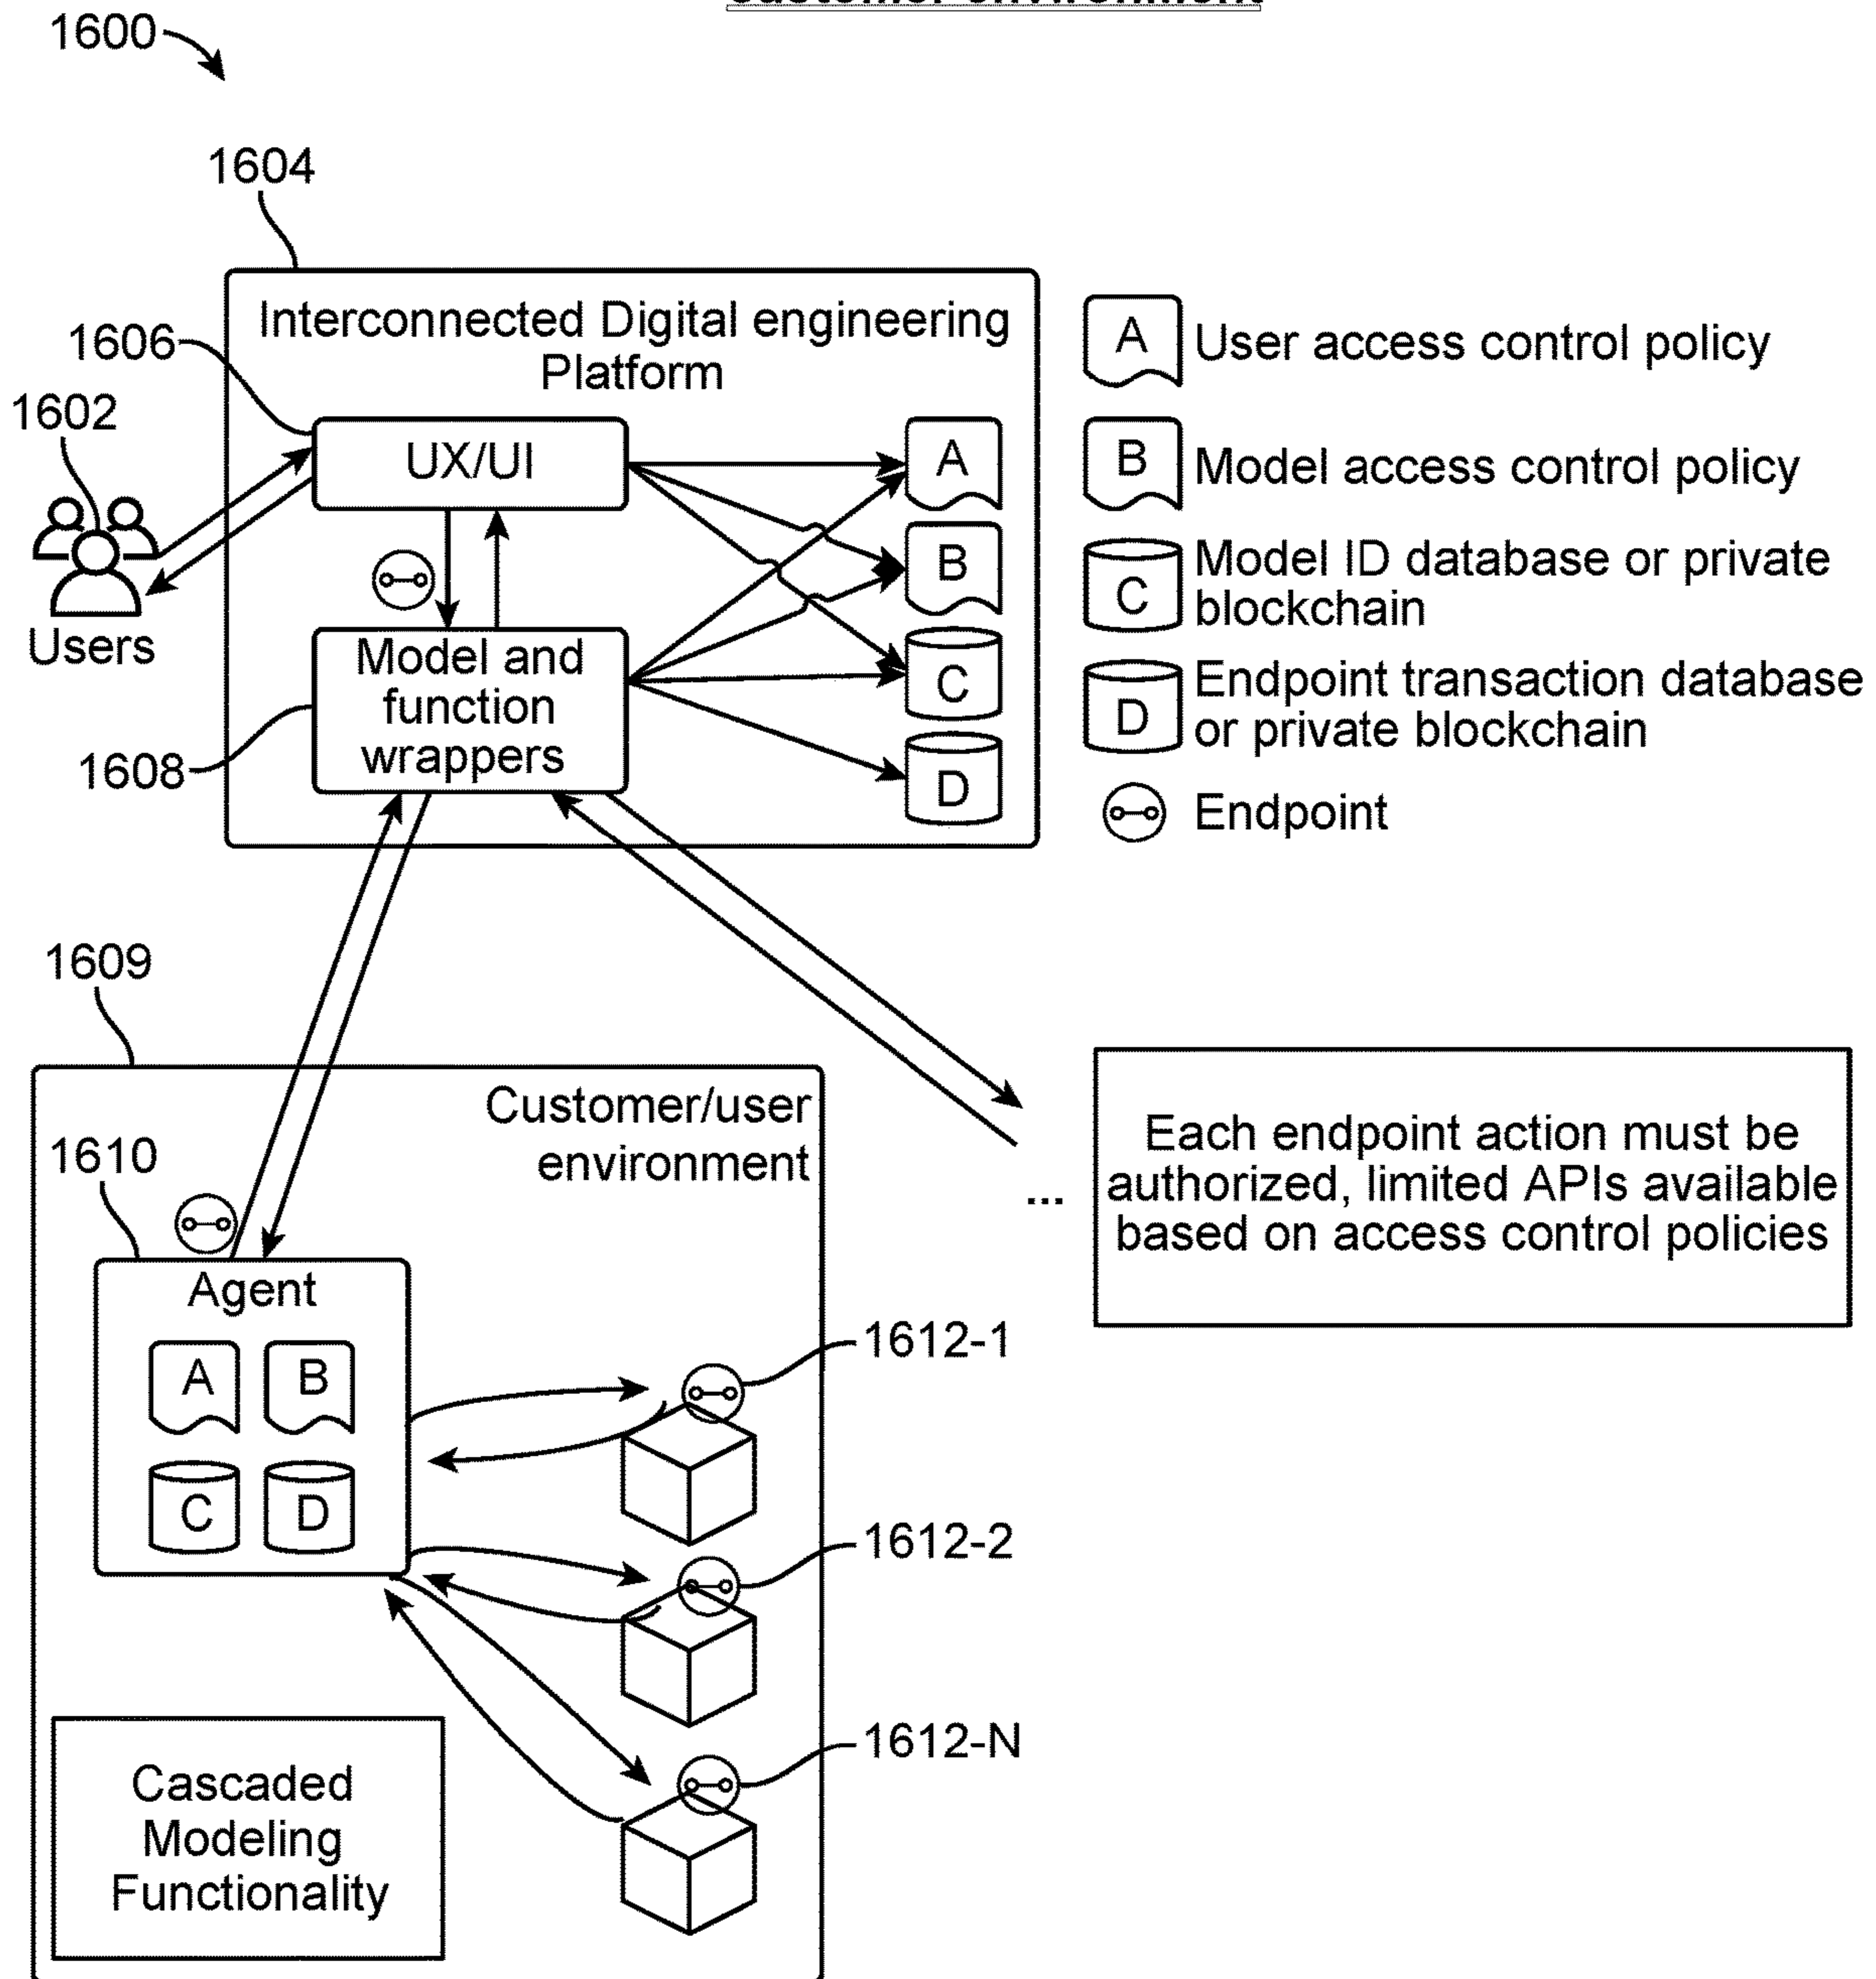 1600
1604
Interconnected Digital engineering
Platform
1606
1602
UX/UI
Users
Model and
function
wrappers
1608
A
B
C
D
A
User access control policy
B
Model access control policy
C
Model ID database or private
blockchain
D
Endpoint transaction database
or private blockchain
Endpoint
1609
Customer/user
environment
1610
Agent
A
B
C
D
1612-1
1612-2
1612-N
Cascaded
Modeling
Functionality
...
Each endpoint action must be
authorized, limited APIs available
based on access control policies